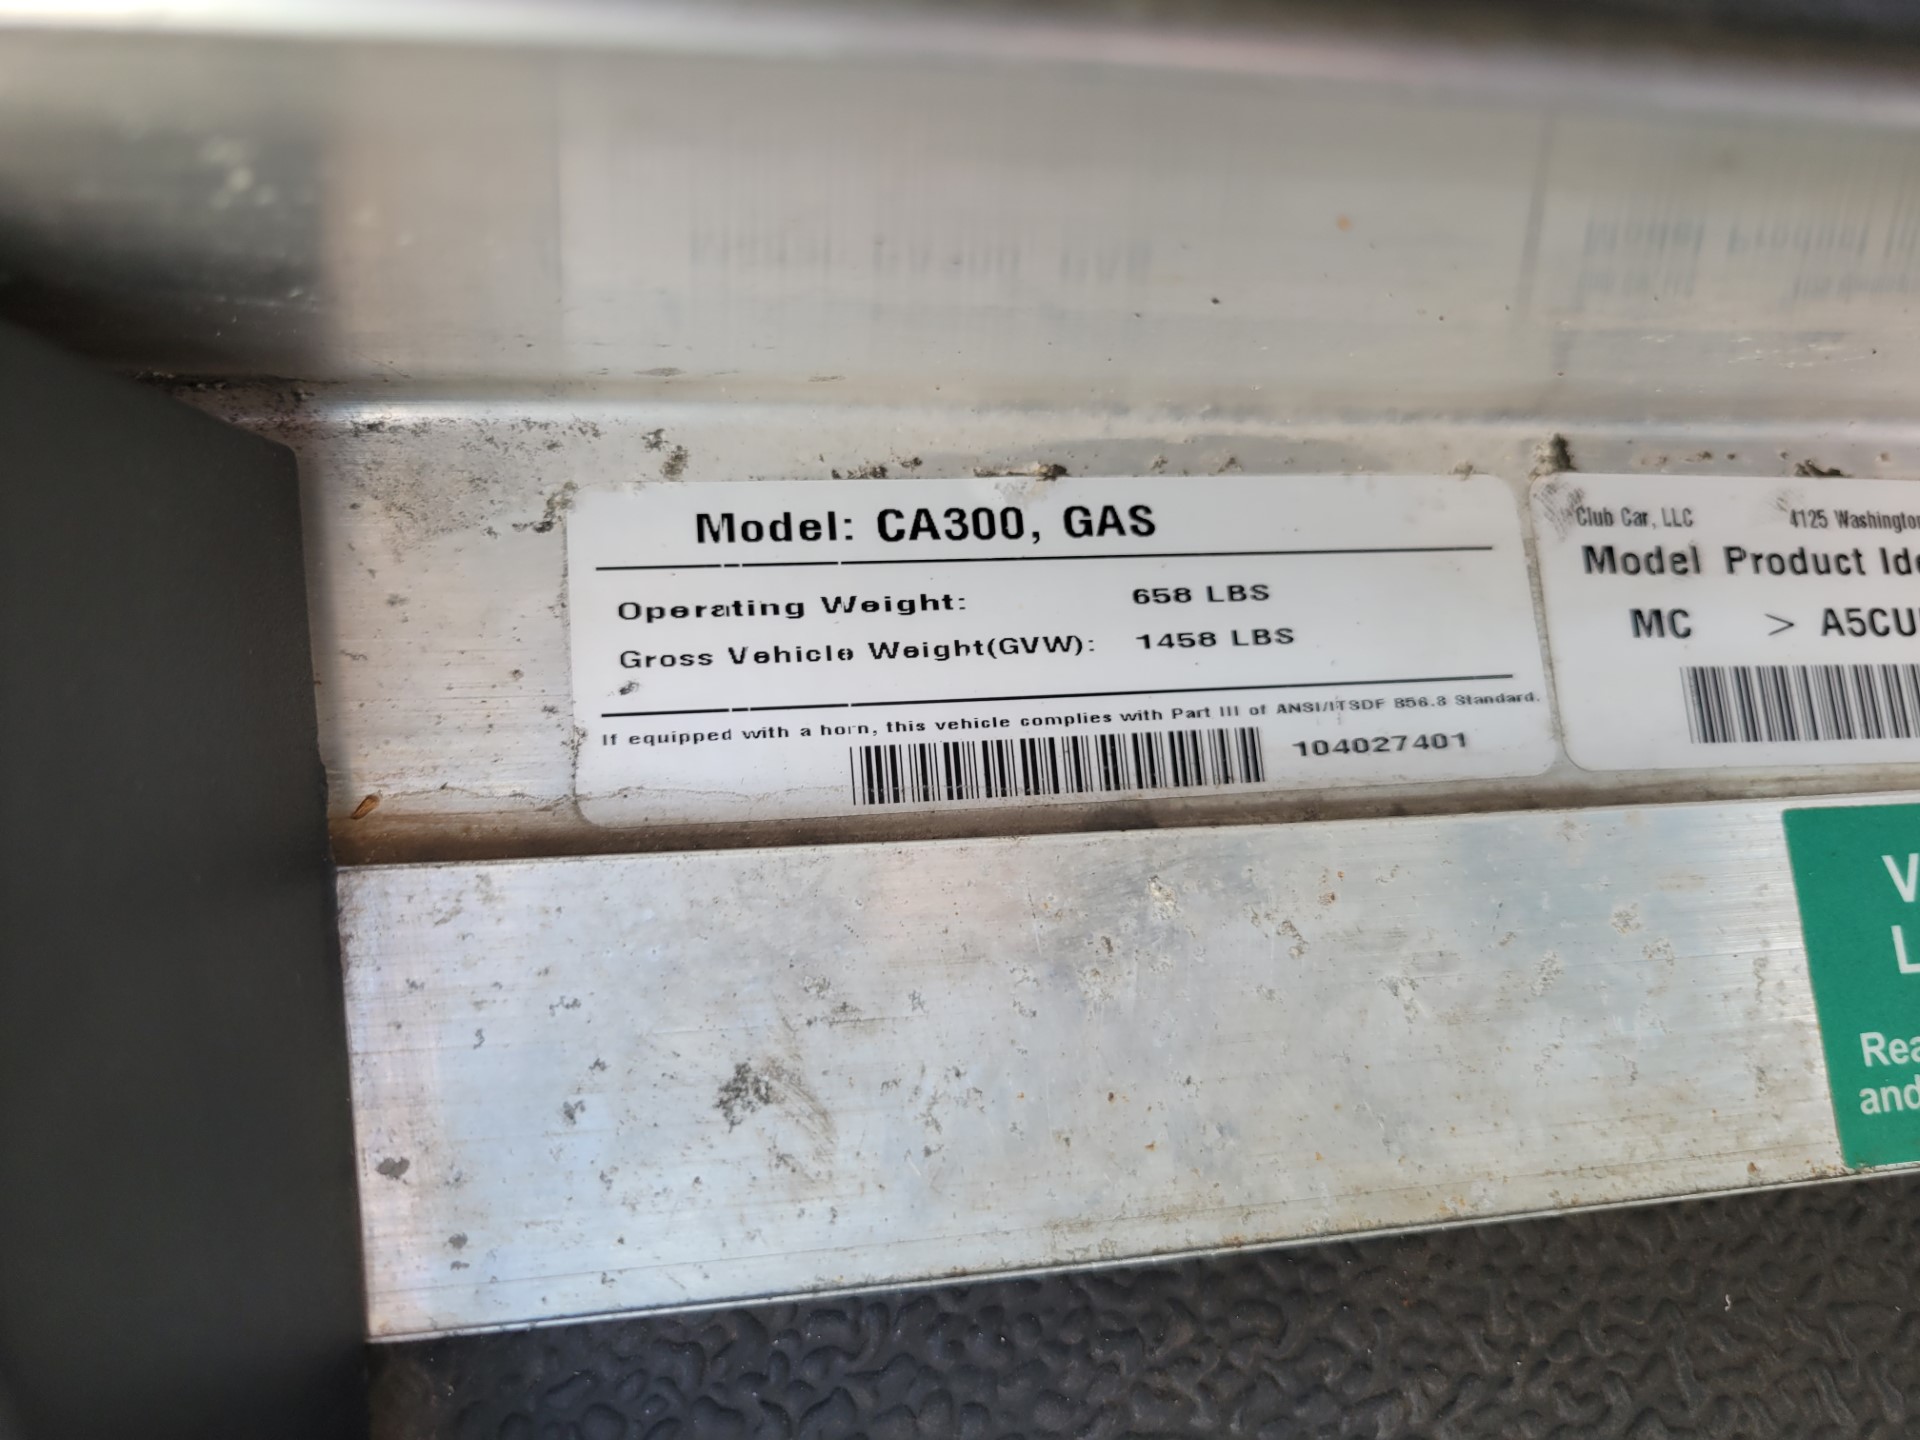 Model: CA300, GAS
Operating Weight: 658 LBS
Gross Vehicle Weight(GVW): 1458 LBS
If equipped with a horn, this vehicle complies with Part III of ANSI/ITSDF B56.8 Standard.
104027401
Club Car, LLC 4125 Washington
Model Product Ide
MC > A5CU
V
L
Rea
and